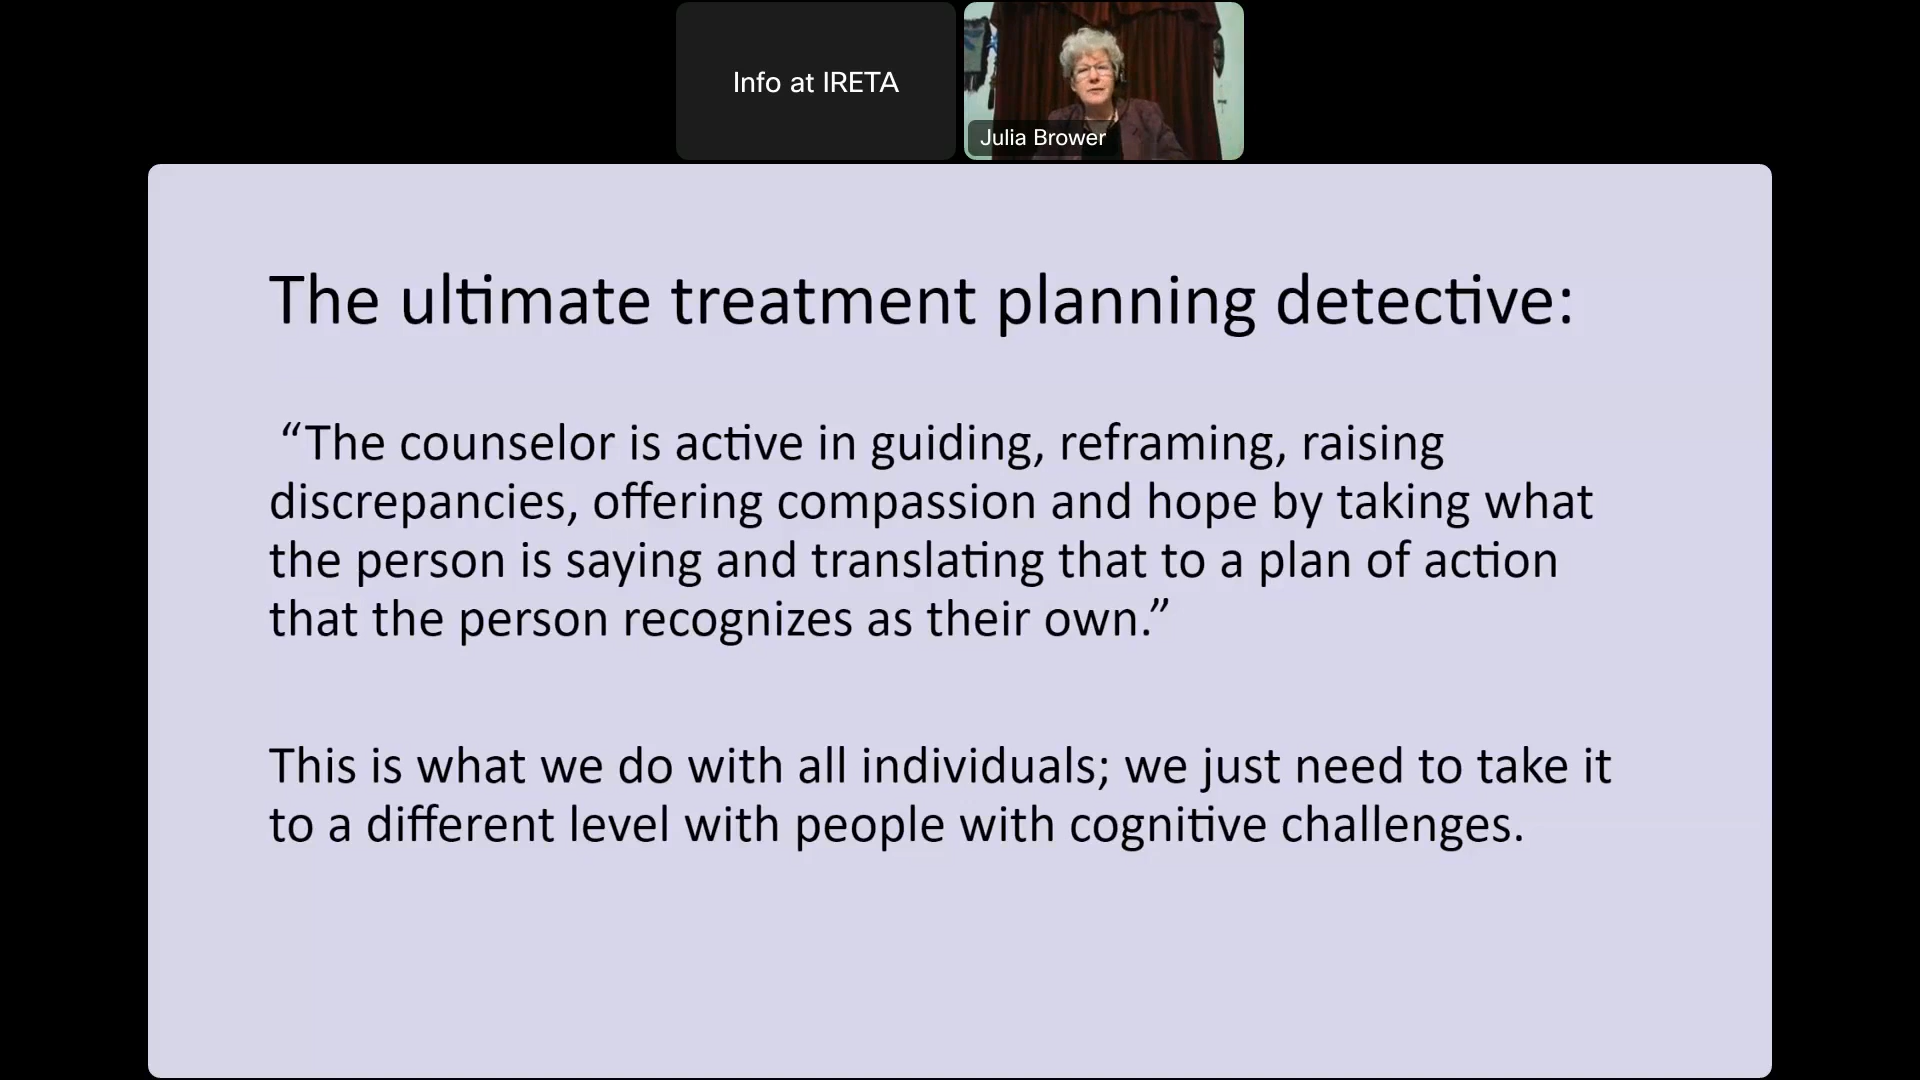 Info at IRETA
Julia Brower
The ultimate treatment planning detective:
“The counselor is active in guiding, reframing, raising
discrepancies, offering compassion and hope by taking what
the person is saying and translating that to a plan of action
that the person recognizes as their own.”
This is what we do with all individuals; we just need to take it
to a different level with people with cognitive challenges.